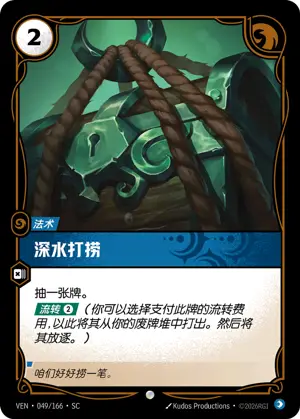 2
法术
深水打捞
抽一张牌。
流转 2 (你可以选择支付此牌的流转费
用,以此将其从你的废牌堆中打出。然后将
其放逐。)
咱们好好捞一笔。
VEN • 049/166 • SC
Kudos Productions
©2026RGI